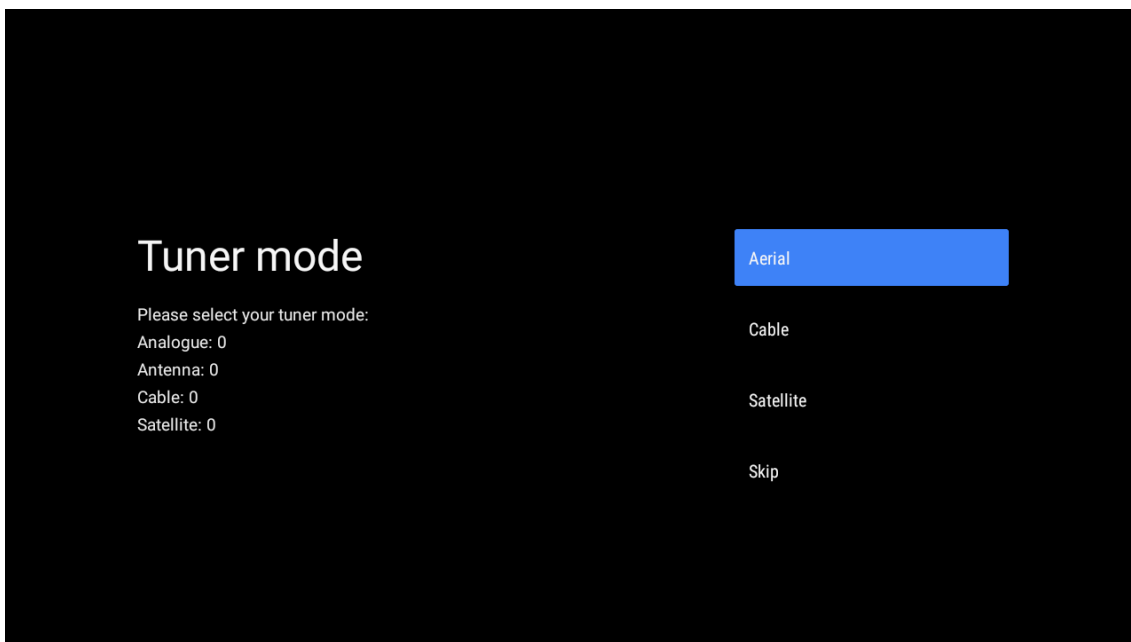 Tuner mode
Please select your tuner mode:
Analogue: 0
Antenna: 0
Cable: 0
Satellite: 0
Aerial
Cable
Satellite
Skip